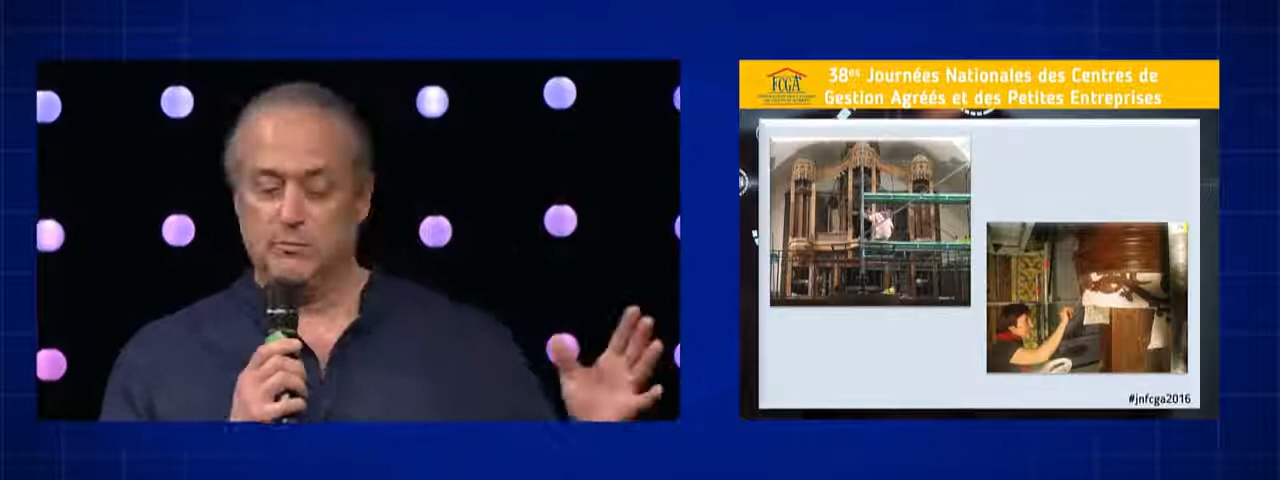 38es Journées Nationales des Centres de
Gestion Agréés et des Petites Entreprises
FCGA
#jnfcga2016